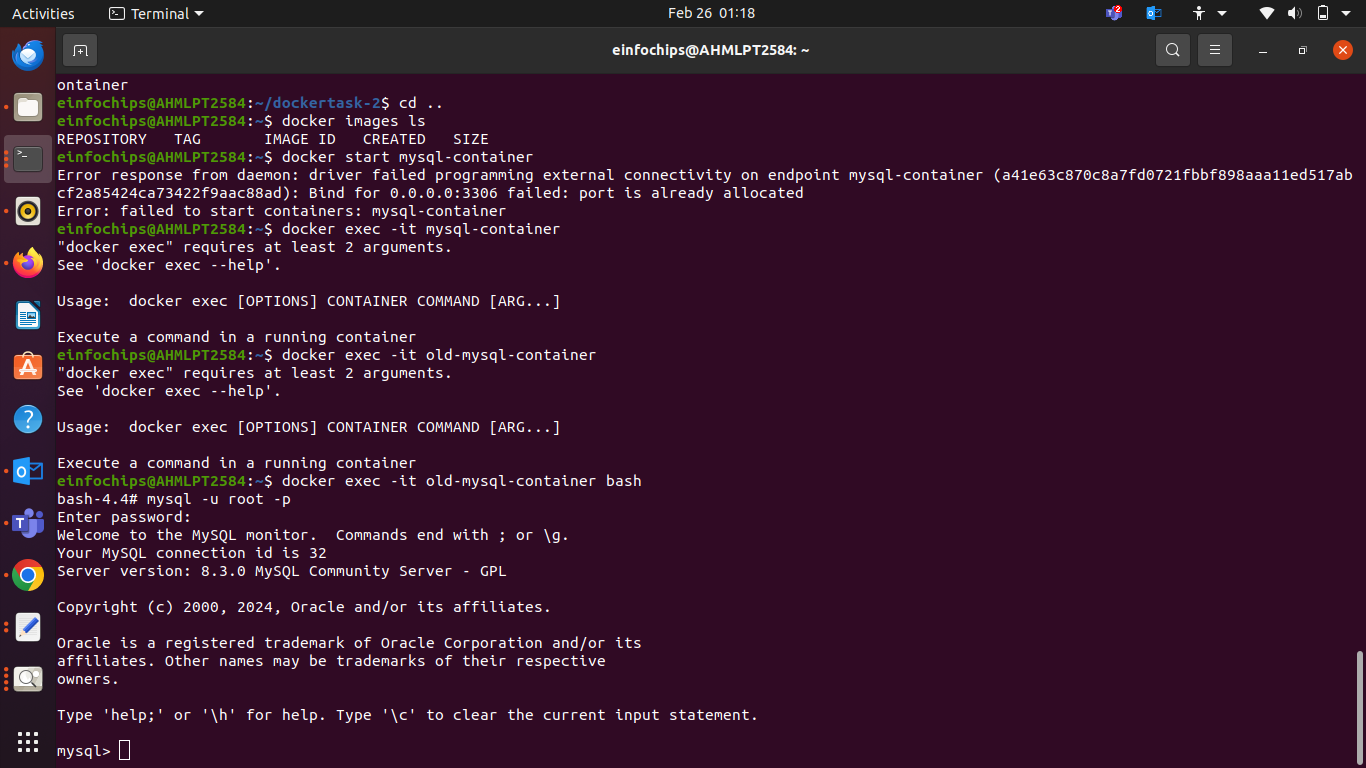 Activities
Terminal
Feb 26 01:18
2
einfochips@AHMLPT2584: ~
ontainer
einfochips@AHMLPT2584:~/dockertask-2$ cd ..
einfochips@AHMLPT2584:~$ docker images ls
REPOSITORY   TAG       IMAGE ID   CREATED   SIZE
einfochips@AHMLPT2584:~$ docker start mysql-container
Error response from daemon: driver failed programming external connectivity on endpoint mysql-container (a41e63c870c8a7fd0721fbbf898aaa11ed517ab
cf2a85424ca73422f9aac88ad): Bind for 0.0.0.0:3306 failed: port is already allocated
Error: failed to start containers: mysql-container
einfochips@AHMLPT2584:~$ docker exec -it mysql-container
"docker exec" requires at least 2 arguments.
See 'docker exec --help'.
Usage:  docker exec [OPTIONS] CONTAINER COMMAND [ARG...]
Execute a command in a running container
einfochips@AHMLPT2584:~$ docker exec -it old-mysql-container
"docker exec" requires at least 2 arguments.
See 'docker exec --help'.
Usage:  docker exec [OPTIONS] CONTAINER COMMAND [ARG...]
Execute a command in a running container
einfochips@AHMLPT2584:~$ docker exec -it old-mysql-container bash
bash-4.4# mysql -u root -p
Enter password:
Welcome to the MySQL monitor.  Commands end with ; or \g.
Your MySQL connection id is 32
Server version: 8.3.0 MySQL Community Server - GPL
Copyright (c) 2000, 2024, Oracle and/or its affiliates.
Oracle is a registered trademark of Oracle Corporation and/or its
affiliates. Other names may be trademarks of their respective
owners.
Type 'help;' or '\h' for help. Type '\c' to clear the current input statement.
mysql>